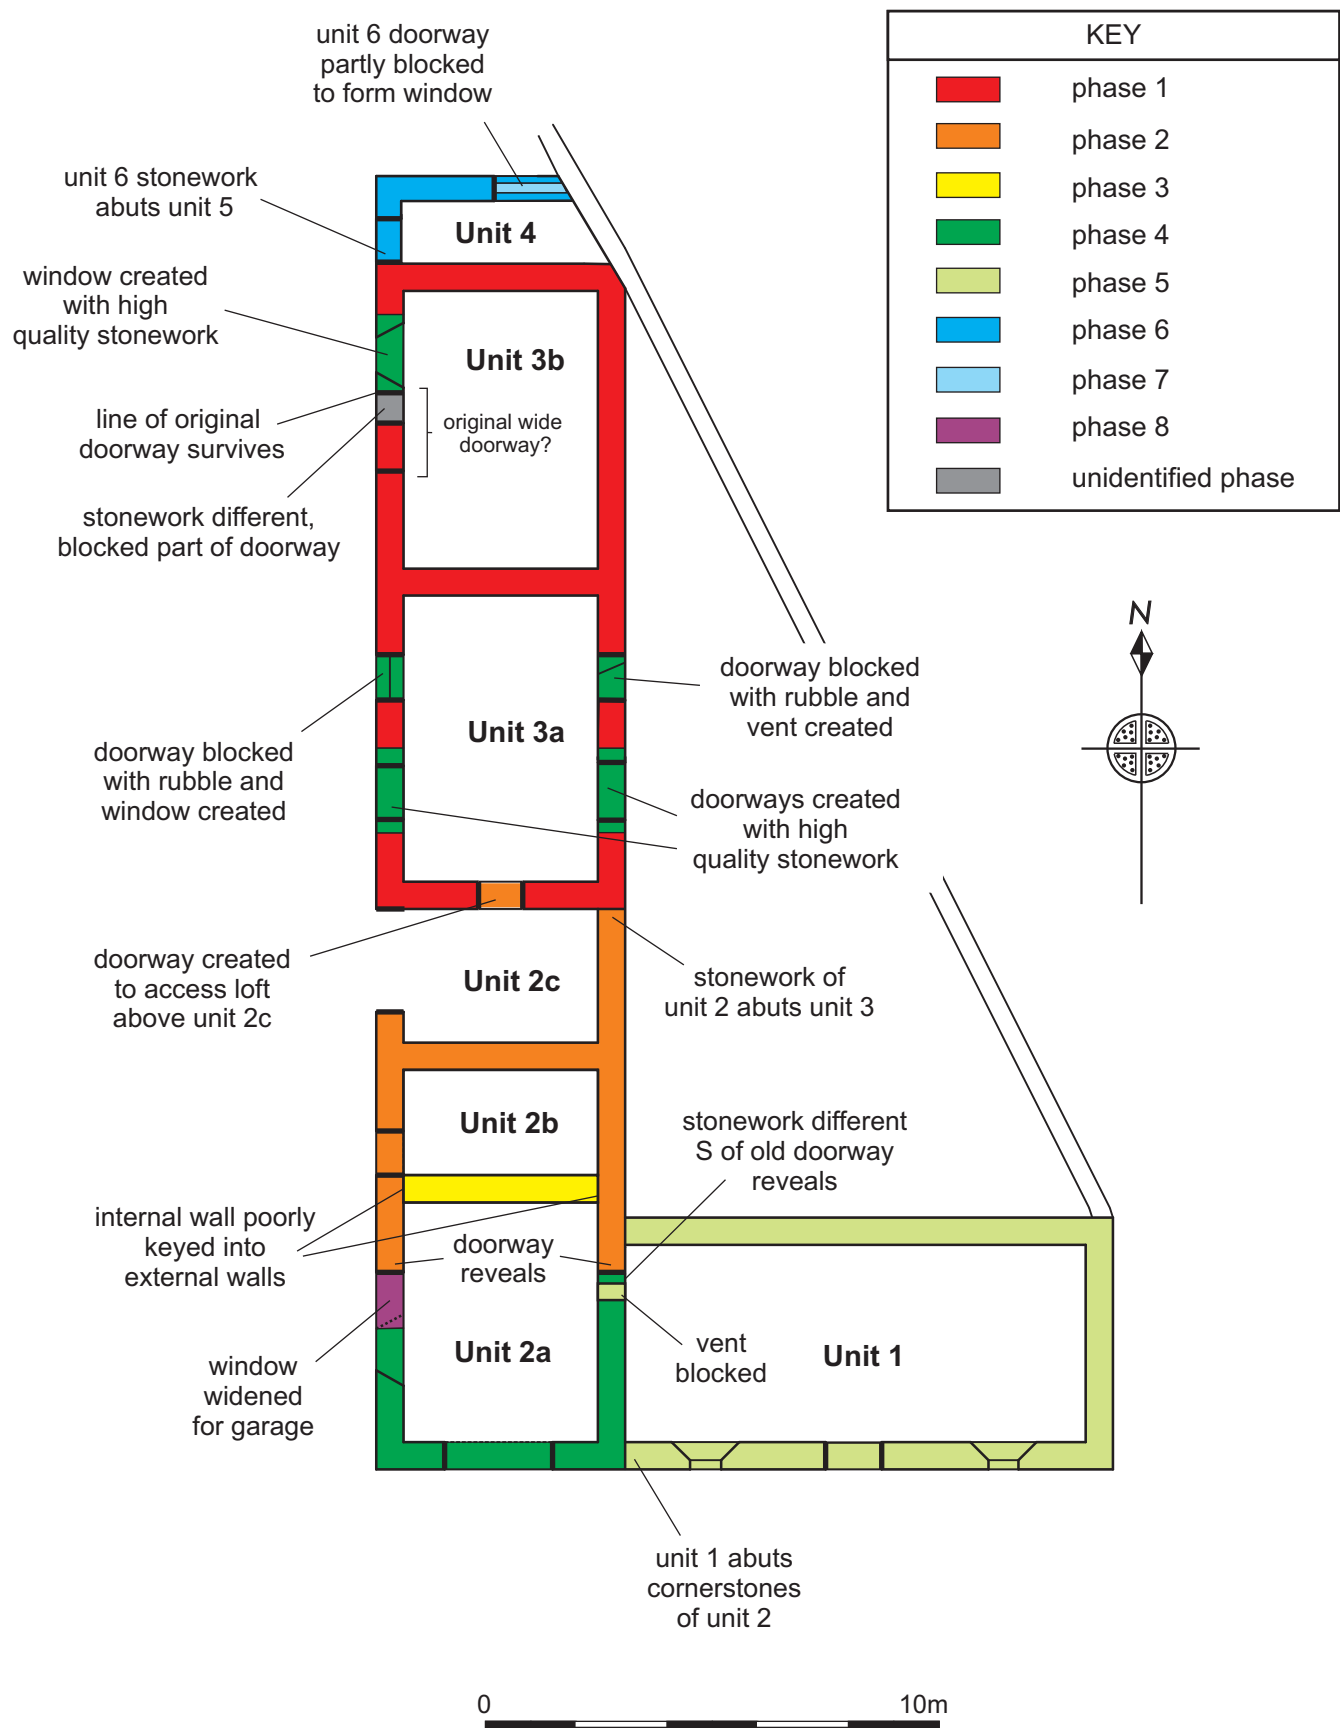 unit 6 doorway
partly blocked
to form window
KEY
phase 1
phase 2
phase 3
phase 4
phase 5
phase 6
phase 7
phase 8
unidentified phase
unit 6 stonework
abuts unit 5
Unit 4
window created
with high
quality stonework
Unit 3b
line of original
doorway survives
original wide
doorway?
stonework different,
blocked part of doorway
N
doorway blocked
with rubble and
vent created
Unit 3a
doorway blocked
with rubble and
window created
doorways created
with high
quality stonework
doorway created
to access loft
above unit 2c
Unit 2c
stonework of
unit 2 abuts unit 3
Unit 2b
stonework different
S of old doorway
reveals
internal wall poorly
keyed into
external walls
doorway
reveals
Unit 2a
vent
blocked
Unit 1
window
widened
for garage
unit 1 abuts
cornerstones
of unit 2
0
10m